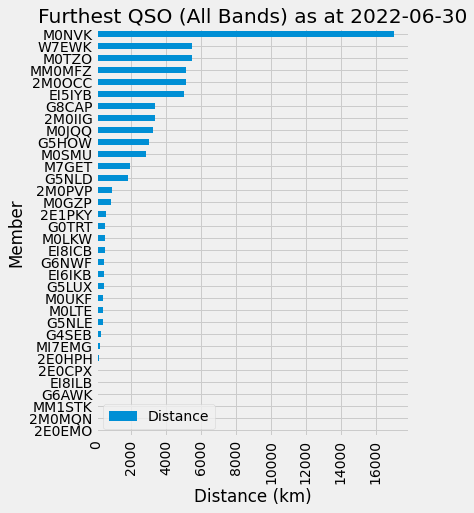 Furthest QSO (All Bands) as at 2022-06-30
Member
M0NVK
W7EWK
M0TZO
MM0MFZ
2M0OCC
EI5IYB
G8CAP
2M0IIG
M0JQQ
G5HOW
M0SMU
M7GET
G5NLD
2M0PVP
M0GZP
2E1PKY
G0TRT
M0LKW
EI8ICB
G6NWF
EI6IKB
G5LUX
M0UKF
M0LTE
G5NLE
G4SEB
MI7EMG
2E0HPH
2E0CPX
EI8ILB
G6AWK
MM1STK
2M0MQN
2E0EMO
Distance
0 2000 4000 6000 8000 10000 12000 14000 16000
Distance (km)